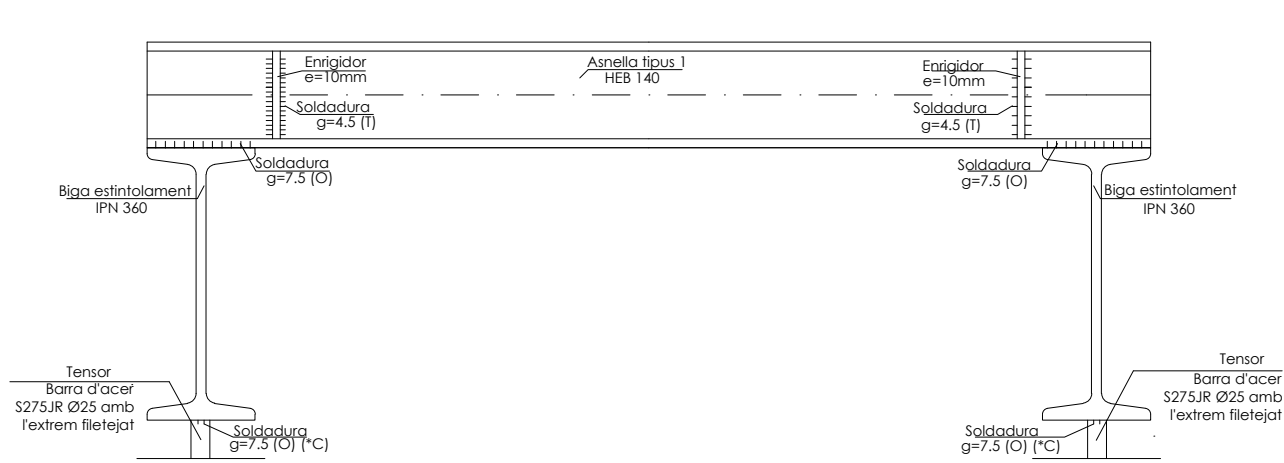 Enrigidor
e=10mm
Asnella tipus 1
HEB 140
Enrigidor
e=10mm
Soldadura
g=4.5 (T)
Soldadura
g=4.5 (T)
Soldadura
g=7.5 (O)
Soldadura
g=7.5 (O)
Biga estintolament
IPN 360
Biga estintolament
IPN 360
Tensor
Barra d'acer
S275JR Ø25 amb
l'extrem filetejat
Soldadura
g=7.5 (O) (*C)
Soldadura
g=7.5 (O) (*C)
Tensor
Barra d'acer
S275JR Ø25 amb
l'extrem filetejat